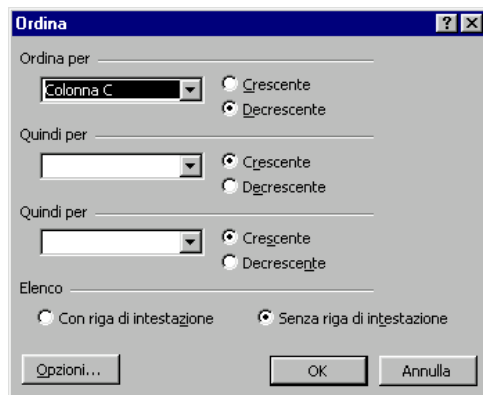 Ordina
Ordina per
Colonna C
Crescente
Decrescente
Quindi per
Crescente
Decrescente
Quindi per
Crescente
Decrescente
Elenco
Con riga di intestazione Senza riga di intestazione
Opzioni... OK Annulla